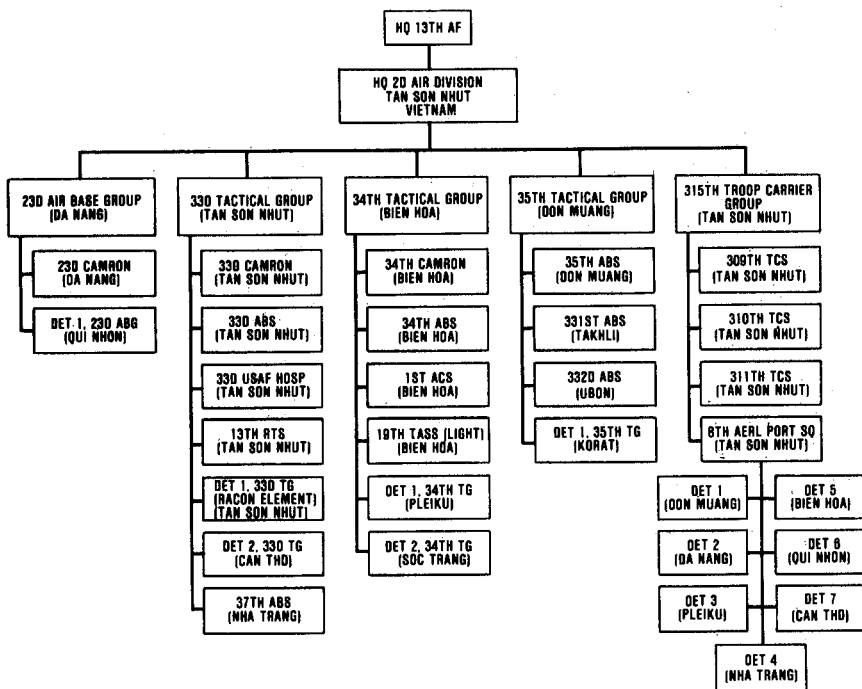 HQ 13TH AF
HQ 2D AIR DIVISION
TAN SON NHUT
VIETNAM
23D AIR BASE GROUP
(DA NANG)
23D CAMRON
(DA NANG)
DET 1, 23D ABG
(QUI NHON)
33D TACTICAL GROUP
(TAN SON NHUT)
33D CAMRON
(TAN SON NHUT)
33D ABS
(TAN SON NHUT)
33D USAF HOSP
(TAN SON NHUT)
13TH RTS
(TAN SON NHUT)
DET 1, 33D TG
(RACON ELEMENT)
(TAN SON NHUT)
DET 2, 33D TG
(CAN THO)
37TH ABS
(NHA TRANG)
34TH TACTICAL GROUP
(BIEN HOA)
34TH CAMRON
(BIEN HOA)
34TH ABS
(BIEN HOA)
1ST ACS
(BIEN HOA)
19TH TASS (LIGHT)
(BIEN HOA)
DET 1, 34TH TG
(PLEIKU)
DET 2, 34TH TG
(SOC TRANG)
35TH TACTICAL GROUP
(DON MUANG)
35TH ABS
(DON MUANG)
331ST ABS
(TAKHLI)
332D ABS
(UBON)
DET 1, 35TH TG
(KORAT)
315TH TROOP CARRIER
GROUP
(TAN SON NHUT)
309TH TCS
(TAN SON NHUT)
310TH TCS
(TAN SON NHUT)
311TH TCS
(TAN SON NHUT)
8TH AERL PORT SQ
(TAN SON NHUT)
DET 1
(DON MUANG)
DET 5
(BIEN HOA)
DET 2
(DA NANG)
DET 6
(QUI NHON)
DET 3
(PLEIKU)
DET 7
(CAN THO)
DET 4
(NHA TRANG)